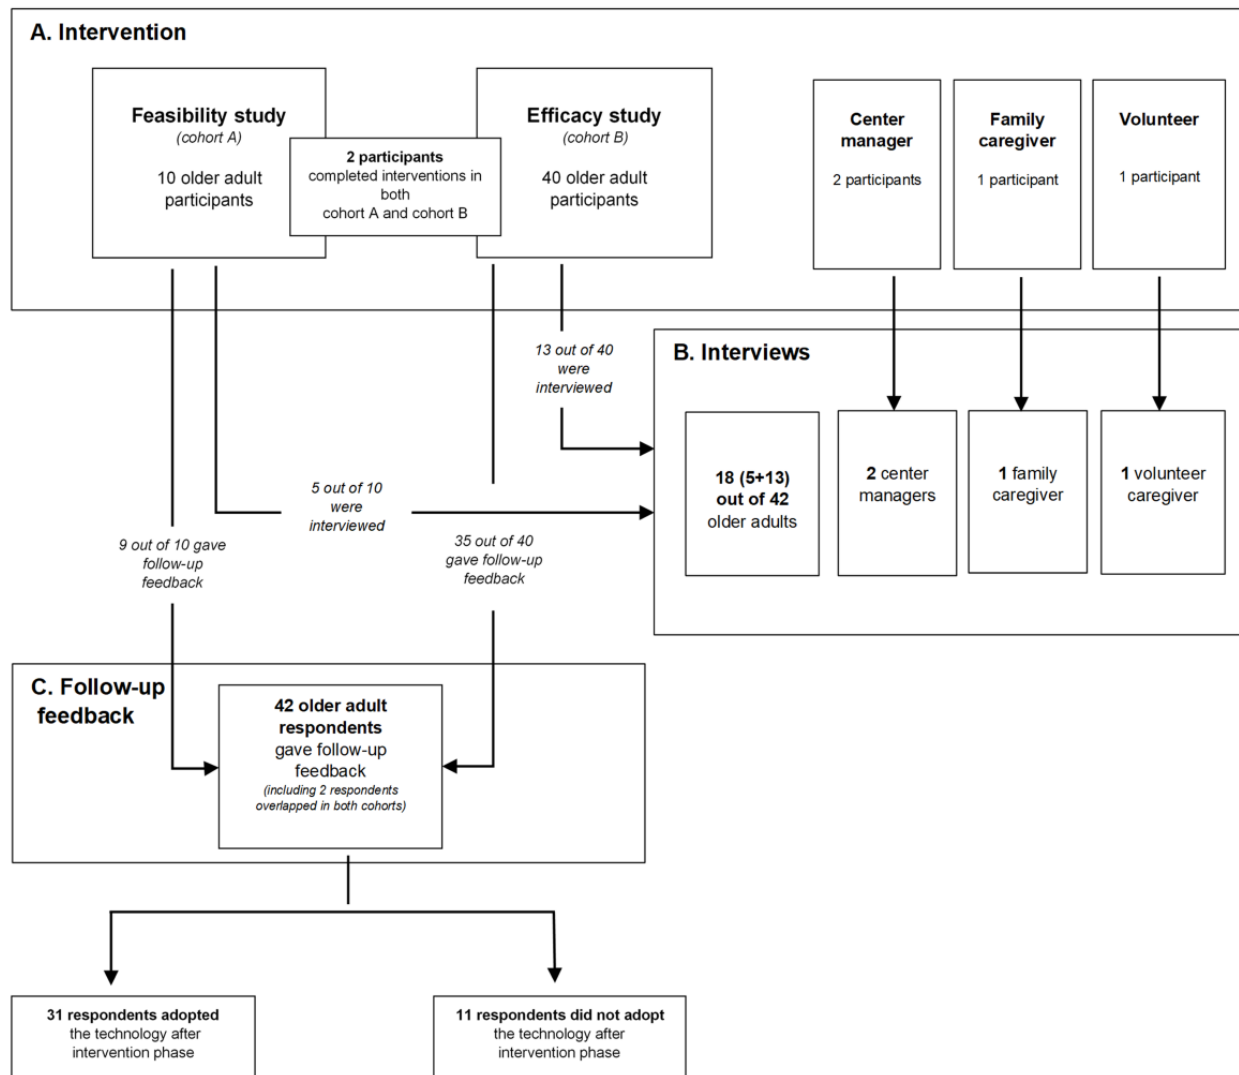 A. Intervention
Feasibility study
(cohort A)
10 older adult
participants
2 participants
completed interventions in
both
cohort A and cohort B
Efficacy study
(cohort B)
40 older adult
participants
Center
manager
2 participants
Family
caregiver
1 participant
Volunteer
1 participant
13 out of 40
were
interviewed
B. Interviews
18 (5+13)
out of 42
older adults
2 center
managers
1 family
caregiver
1 volunteer
caregiver
5 out of 10
were
interviewed
9 out of 10 gave
follow-up
feedback
35 out of 40
gave follow-up
feedback
C. Follow-up
feedback
42 older adult
respondents
gave follow-up
feedback
(including 2 respondents
overlapped in both cohorts)
31 respondents adopted
the technology after
intervention phase
11 respondents did not adopt
the technology after
intervention phase